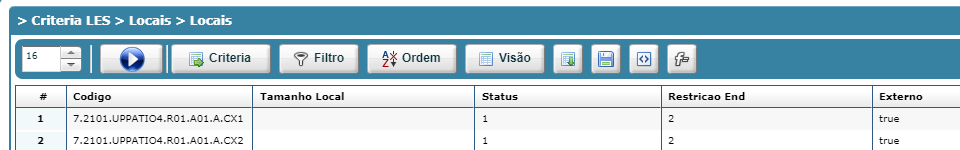 > Criteria LES > Locais > Locais
16 Criteria Filtro Ordem Visão
# Codigo Tamanho Local Status Restricao End Externo
1 7.2101.UPPATIO4.R01.A01.A.CX1 1 2 true
2 7.2101.UPPATIO4.R01.A01.A.CX2 1 2 true